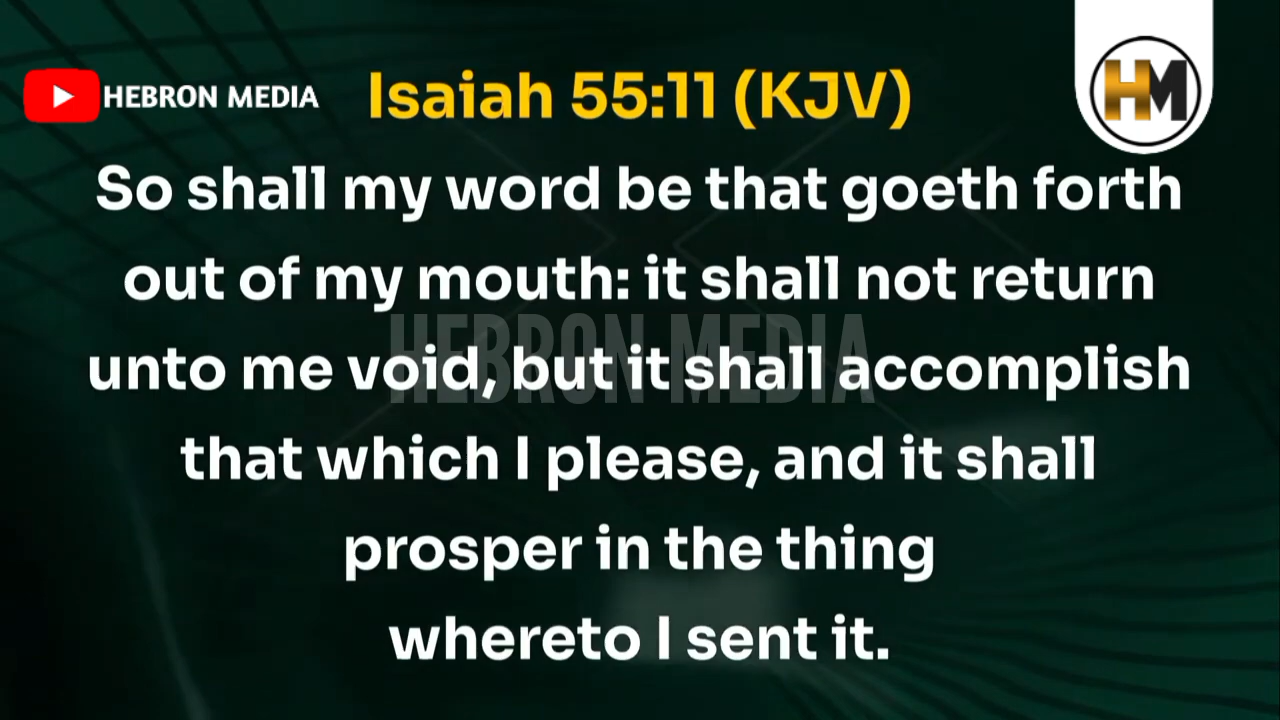 HEBRON MEDIA
Isaiah 55:11 (KJV)
HM
So shall my word be that goeth forth
out of my mouth: it shall not return
unto me void, but it shall accomplish
HEBRON MEDIA
that which I please, and it shall
prosper in the thing
whereto I sent it.